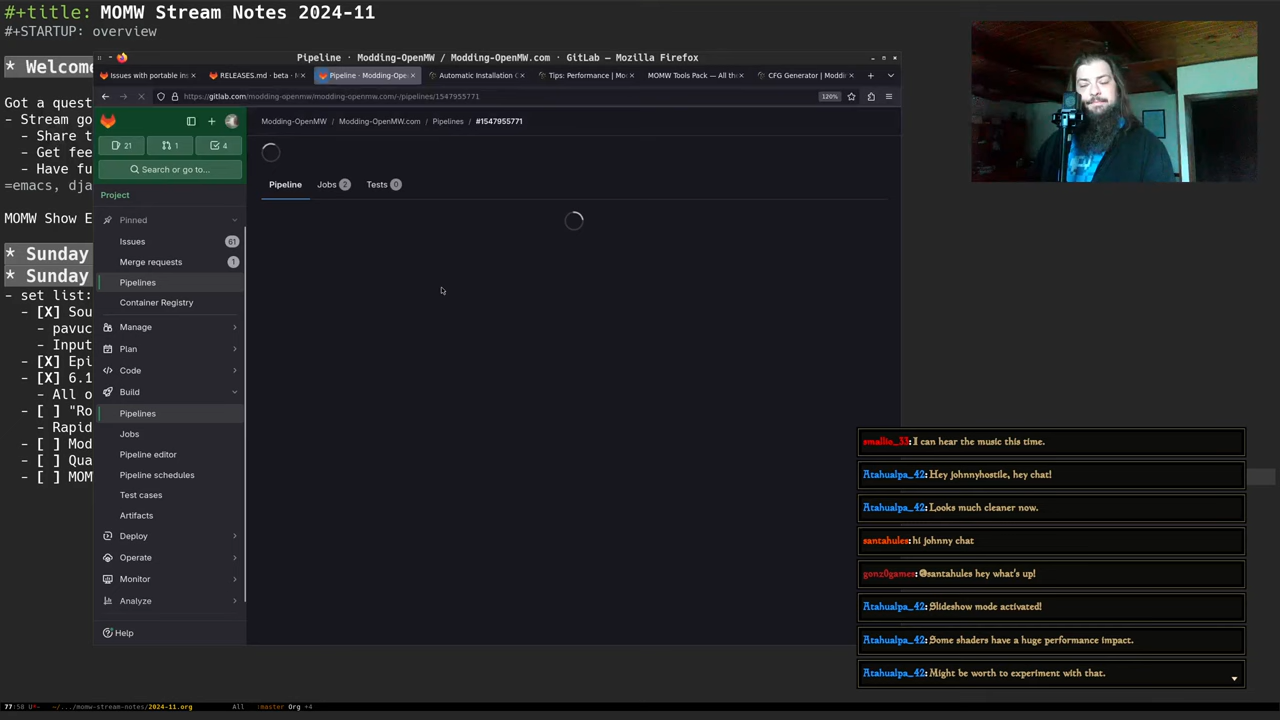 #+title: MOMW Stream Notes 2024-11
#+STARTUP: overview
* Welcome
Got a quest
- Stream go
- Share t
- Get fee
- Have fu
=emacs, dja
MOMW Show E
* Sunday
* Sunday
- set list:
- [X] Sou
- pavuc
- Input
- [X] Epi
- [X] 6.1
- All o
- [ ] "Ro
- Rapid
- [ ] Mod
- [ ] Qua
- [ ] MOM
Pipeline · Modding-OpenMW / Modding-OpenMW.com · GitLab — Mozilla Firefox
Issues with portable in
RELEASES.md · beta ·
Pipeline · Modding-Ope
Automatic Installation (
Tips: Performance | Mo
MOMW Tools Pack — All th
CFG Generator | Moddi
https://gitlab.com/modding-openmw/modding-openmw.com/-/pipelines/1547955771
120%
21
1
4
Search or go to...
Project
Pinned
Issues 61
Merge requests 1
Pipelines
Container Registry
Manage
Plan
Code
Build
Pipelines
Jobs
Pipeline editor
Pipeline schedules
Test cases
Artifacts
Deploy
Operate
Monitor
Analyze
Help
Modding-OpenMW / Modding-OpenMW.com / Pipelines / #1547955771
Pipeline Jobs 2 Tests 0
smallio_33: I can hear the music this time.
Atahualpa_42: Hey johnnyhostile, hey chat!
Atahualpa_42: Looks much cleaner now.
santahules: hi johnny chat
gonz0games: @santahules hey what's up!
Atahualpa_42: Slideshow mode activated!
Atahualpa_42: Some shaders have a huge performance impact.
Atahualpa_42: Might be worth to experiment with that.
77:58 U*- ~/.../momw-stream-notes/2024-11.org All :master Org +4